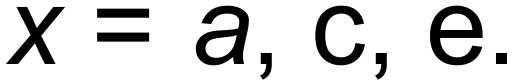 x = a, c, e.